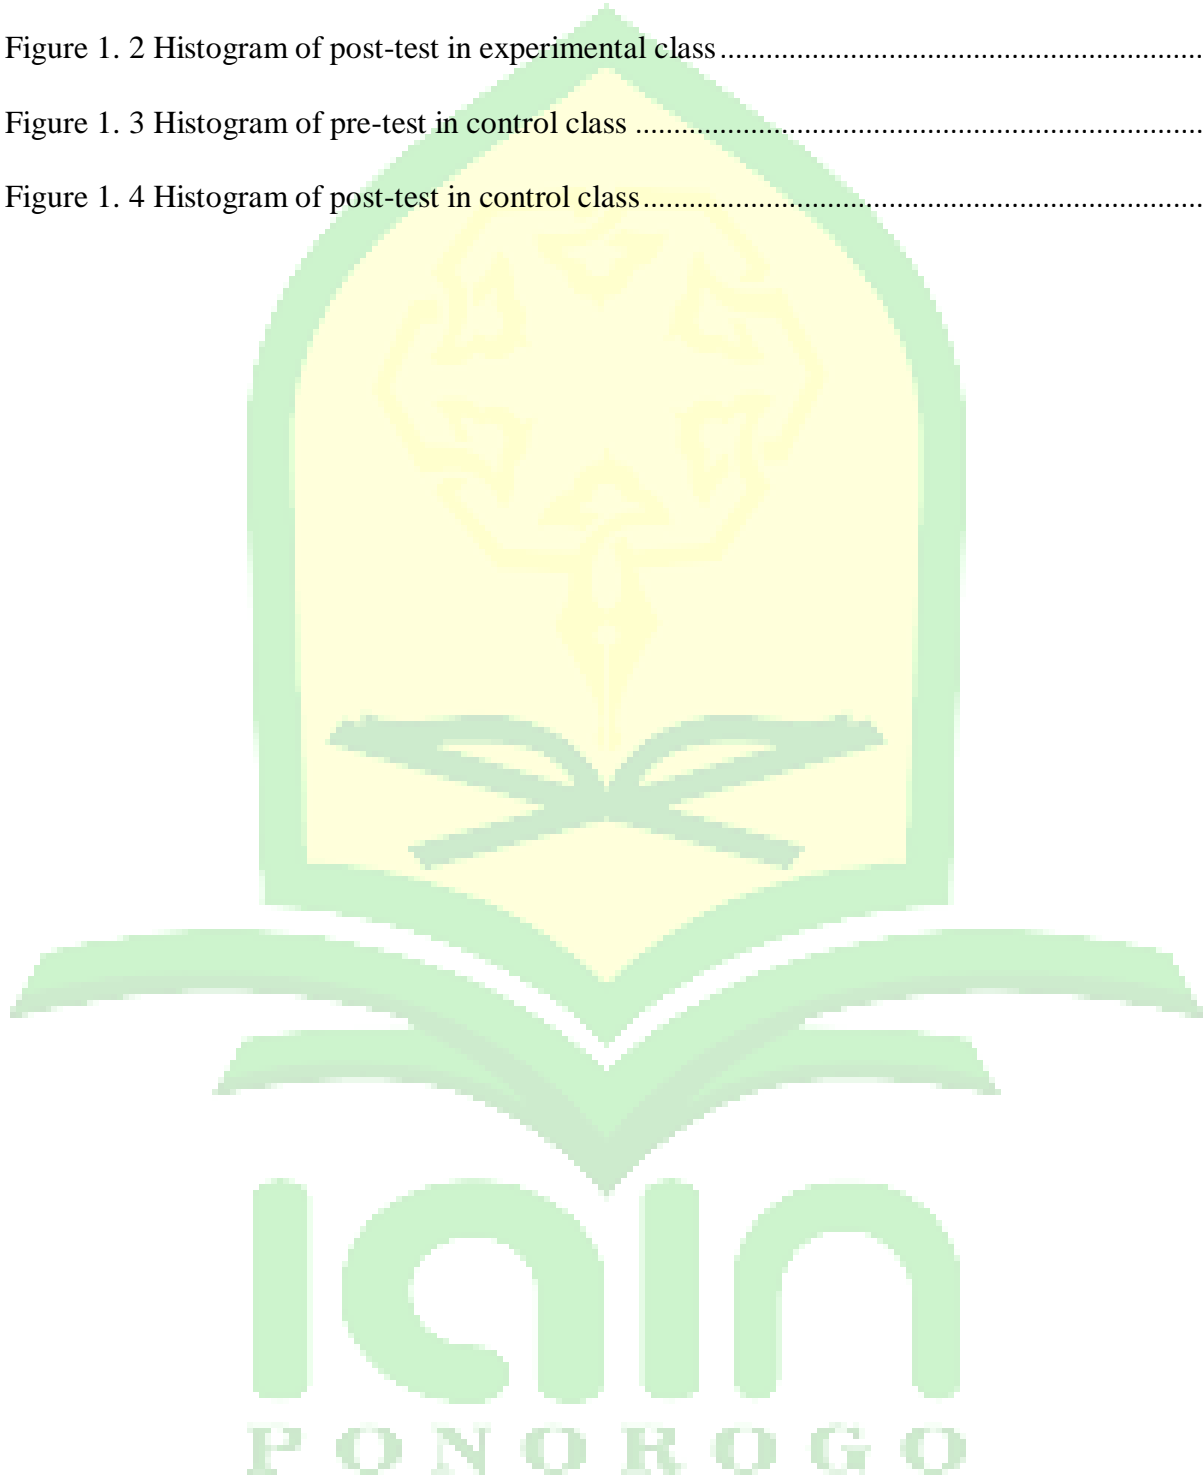 Figure 1. 2 Histogram of post-test in experimental class......................................................
Figure 1. 3 Histogram of pre-test in control class ......................................................
Figure 1. 4 Histogram of post-test in control class......................................................
iain
PONOROGO